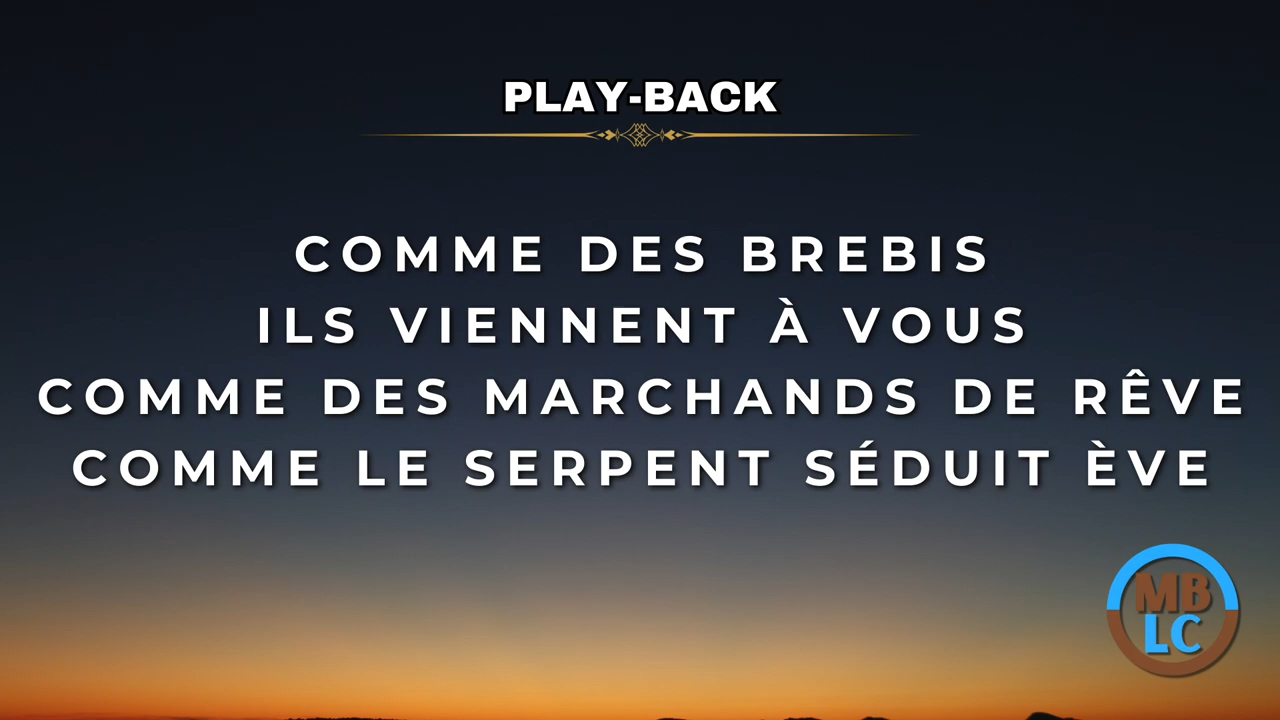 PLAY-BACK
COMME DES BREBIS
ILS VIENNENT À VOUS
COMME DES MARCHANDS DE RÊVE
COMME LE SERPENT SÉDUIT ÈVE
MB
LC